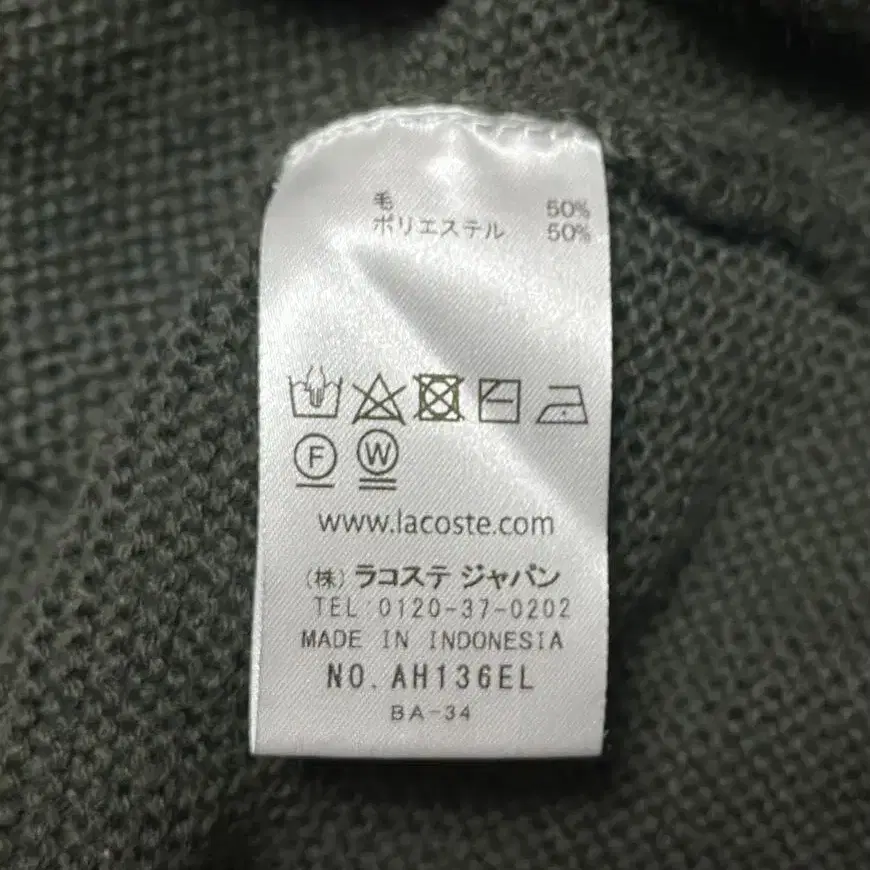 毛 50%
ポリエステル 50%
F W
www.lacoste.com
(株) ラコステ ジャパン
TEL:0120-37-0202
MADE IN INDONESIA
NO. AH136EL
BA-34